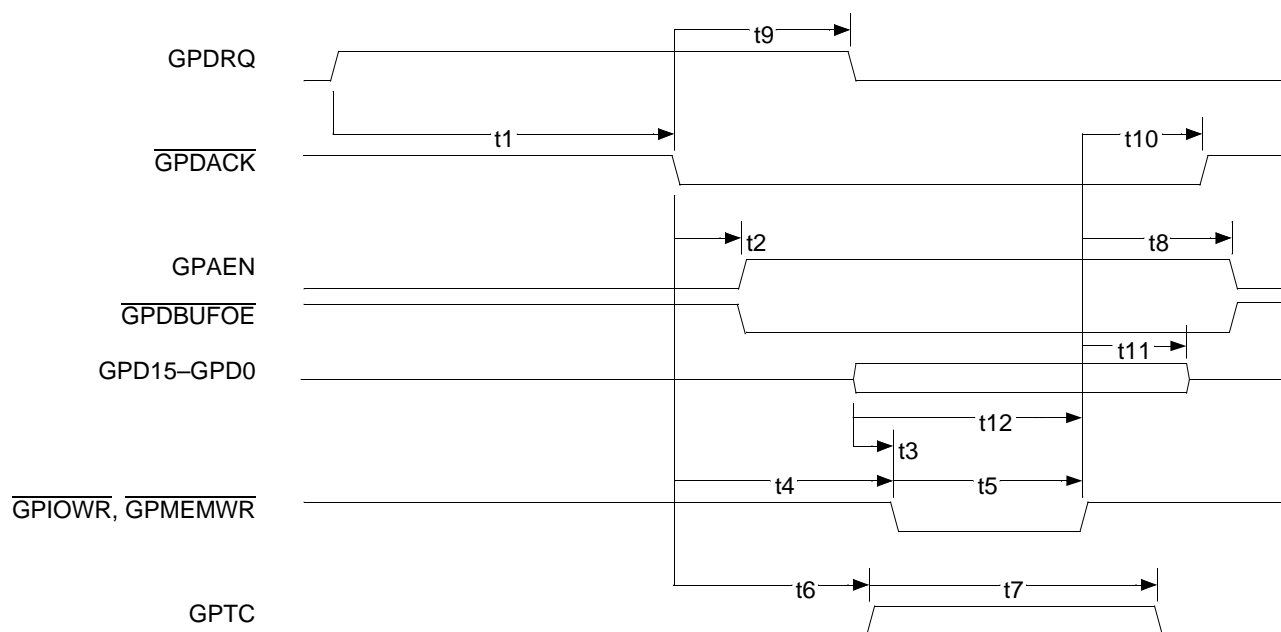 t9
GPDRQ
t1
t10
GPDACK
t2
t8
GPAEN
GPDBUFOE
t11
GPD15–GPD0
t12
t3
t4
t5
GPIOWR, GPMEMWR
t6
t7
GPTC